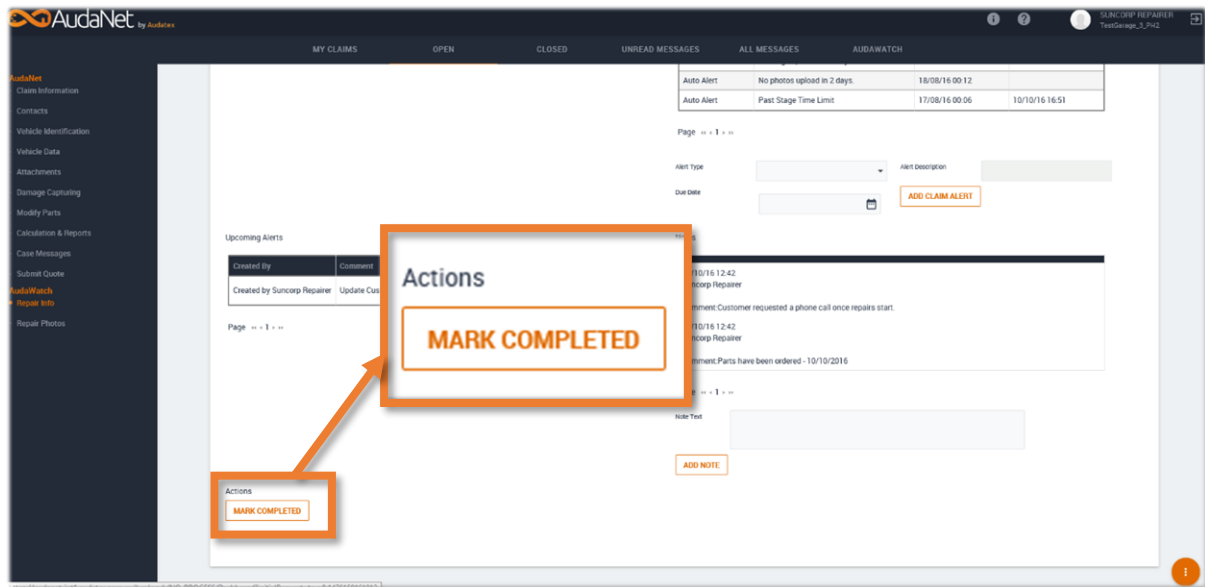 AudaNet by Audatex
SUNCORP REPAIRER
TestGarage_3_PH2
MY CLAIMS OPEN CLOSED UNREAD MESSAGES ALL MESSAGES AUDAWATCH
AudaNet
Claim Information
Contacts
Vehicle Identification
Vehicle Data
Attachments
Damage Capturing
Modify Parts
Calculation & Reports
Case Messages
Submit Quote
AudaWatch
Repair Info
Repair Photos
Auto Alert No photos upload in 2 days. 18/08/16 00:12
Auto Alert Past Stage Time Limit 17/08/16 00:06 10/10/16 16:51
Page « ‹ 1 › »
Alert Type Alert Description
Due Date
ADD CLAIM ALERT
Upcoming Alerts
Created By Comment
Created by Suncorp Repairer Update Cus
Page « ‹ 1 › »
Actions
MARK COMPLETED
/10/16 12:42
ncorp Repairer
mment:Customer requested a phone call once repairs start.
/10/16 12:42
ncorp Repairer
mment:Parts have been ordered - 10/10/2016
« ‹ 1 › »
Note Text
ADD NOTE
Actions
MARK COMPLETED